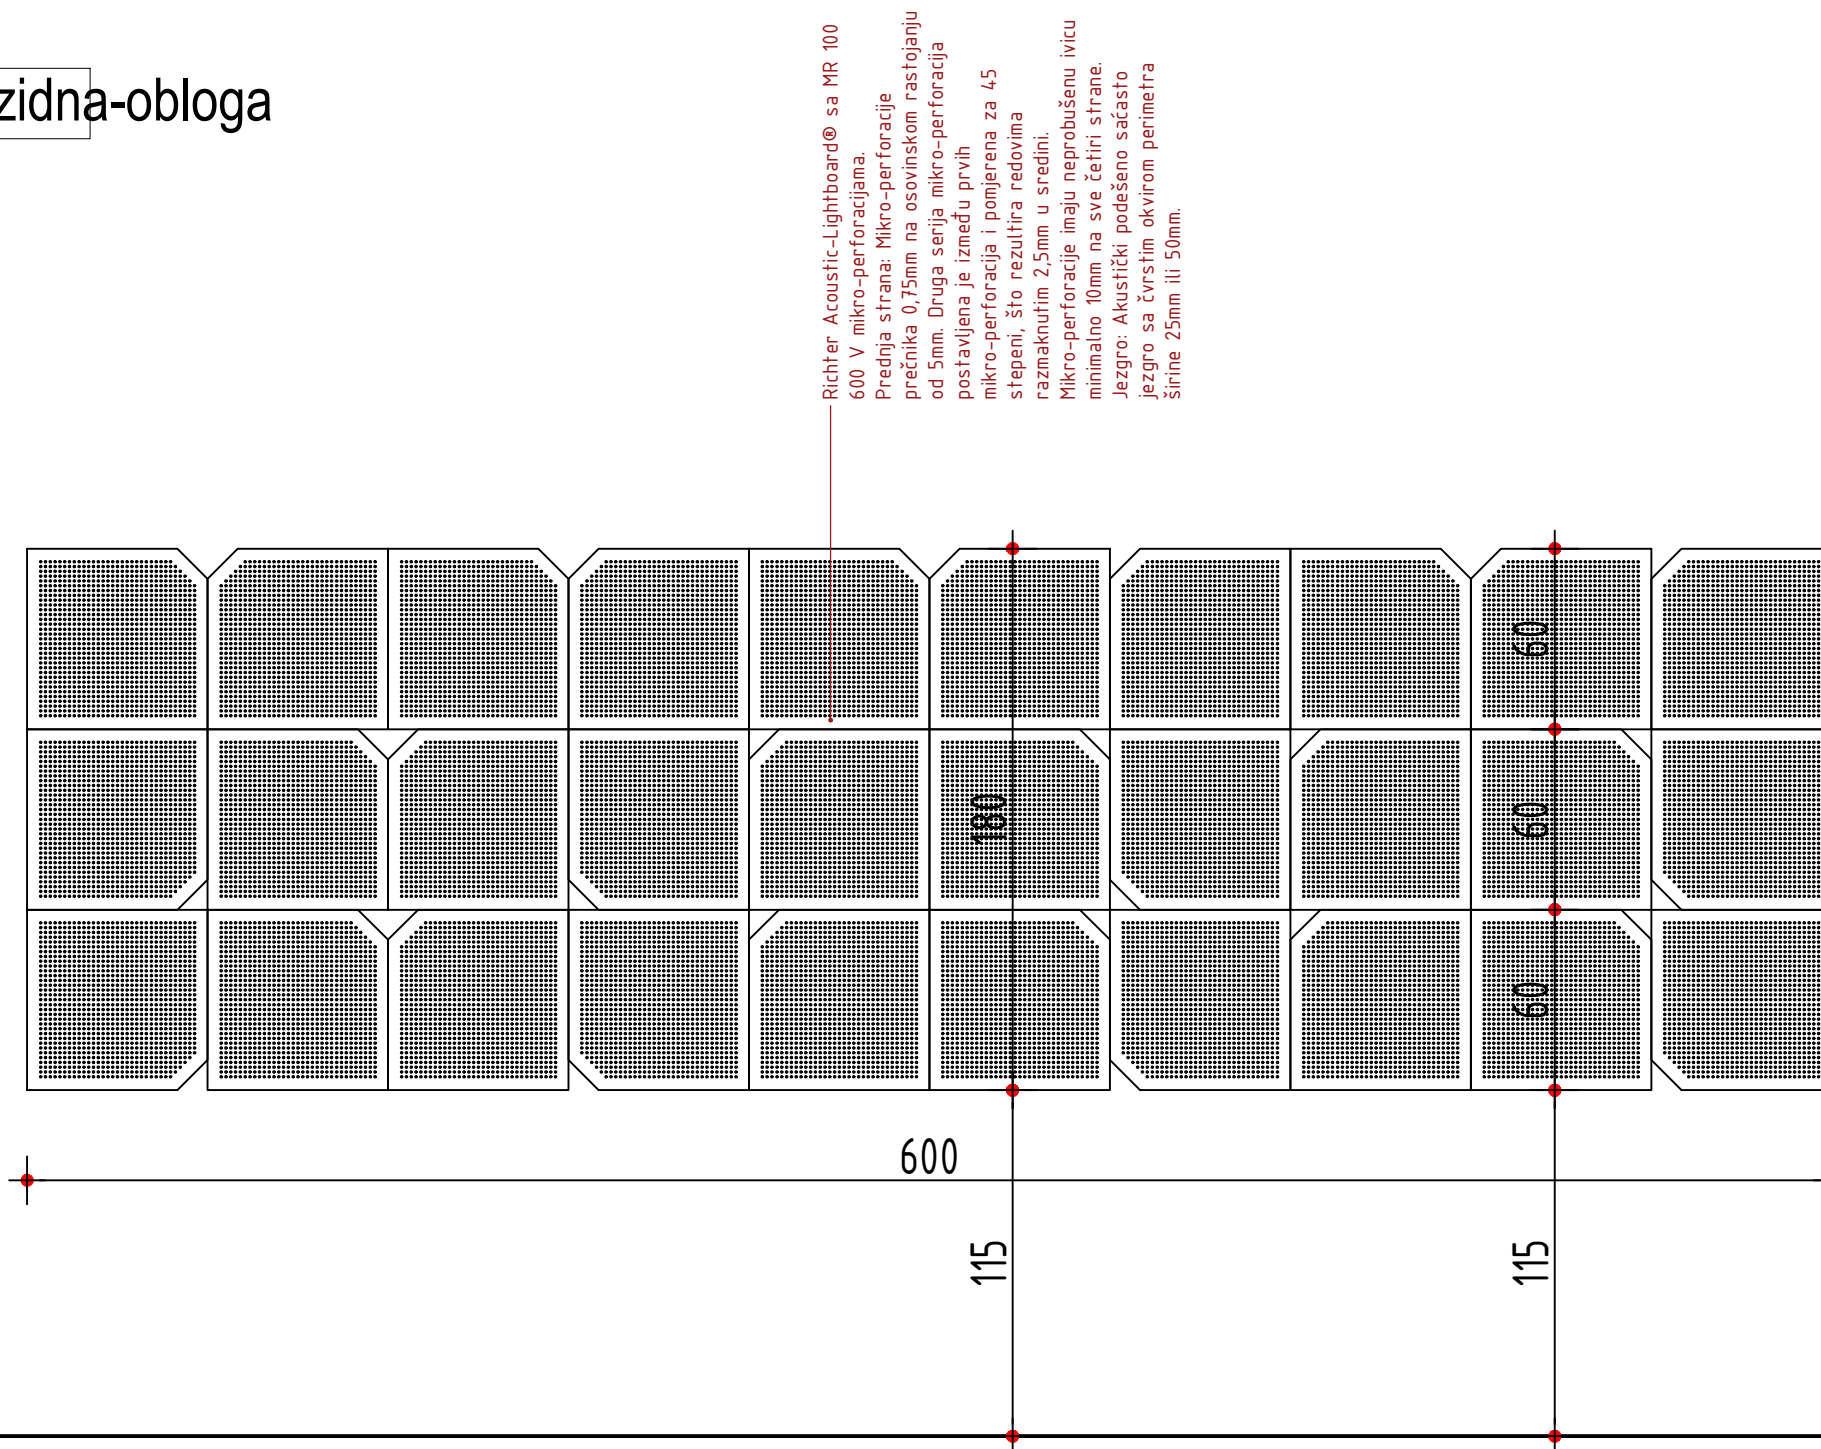 zidna-obloga
Richter Acoustic-Lightboard® sa MR 100
600 V mikro-perforacijama.
Prednja strana: Mikro-perforacije
prečnika 0,75mm na osovinskom rastojanju
od 5mm. Druga serija mikro-perforacija
postavljena je između prvih
mikro-perforacija i pomjerena za 45
stepeni, što rezultira redovima
razmaknutim 2,5mm u sredini.
Mikro-perforacije imaju neprobušenu ivicu
minimalno 10mm na sve četiri strane.
Jezgro: Akustički podešeno saćasto
jezgro sa čvrstim okvirom perimetra
širine 25mm ili 50mm.
60
180
60
60
600
115
115